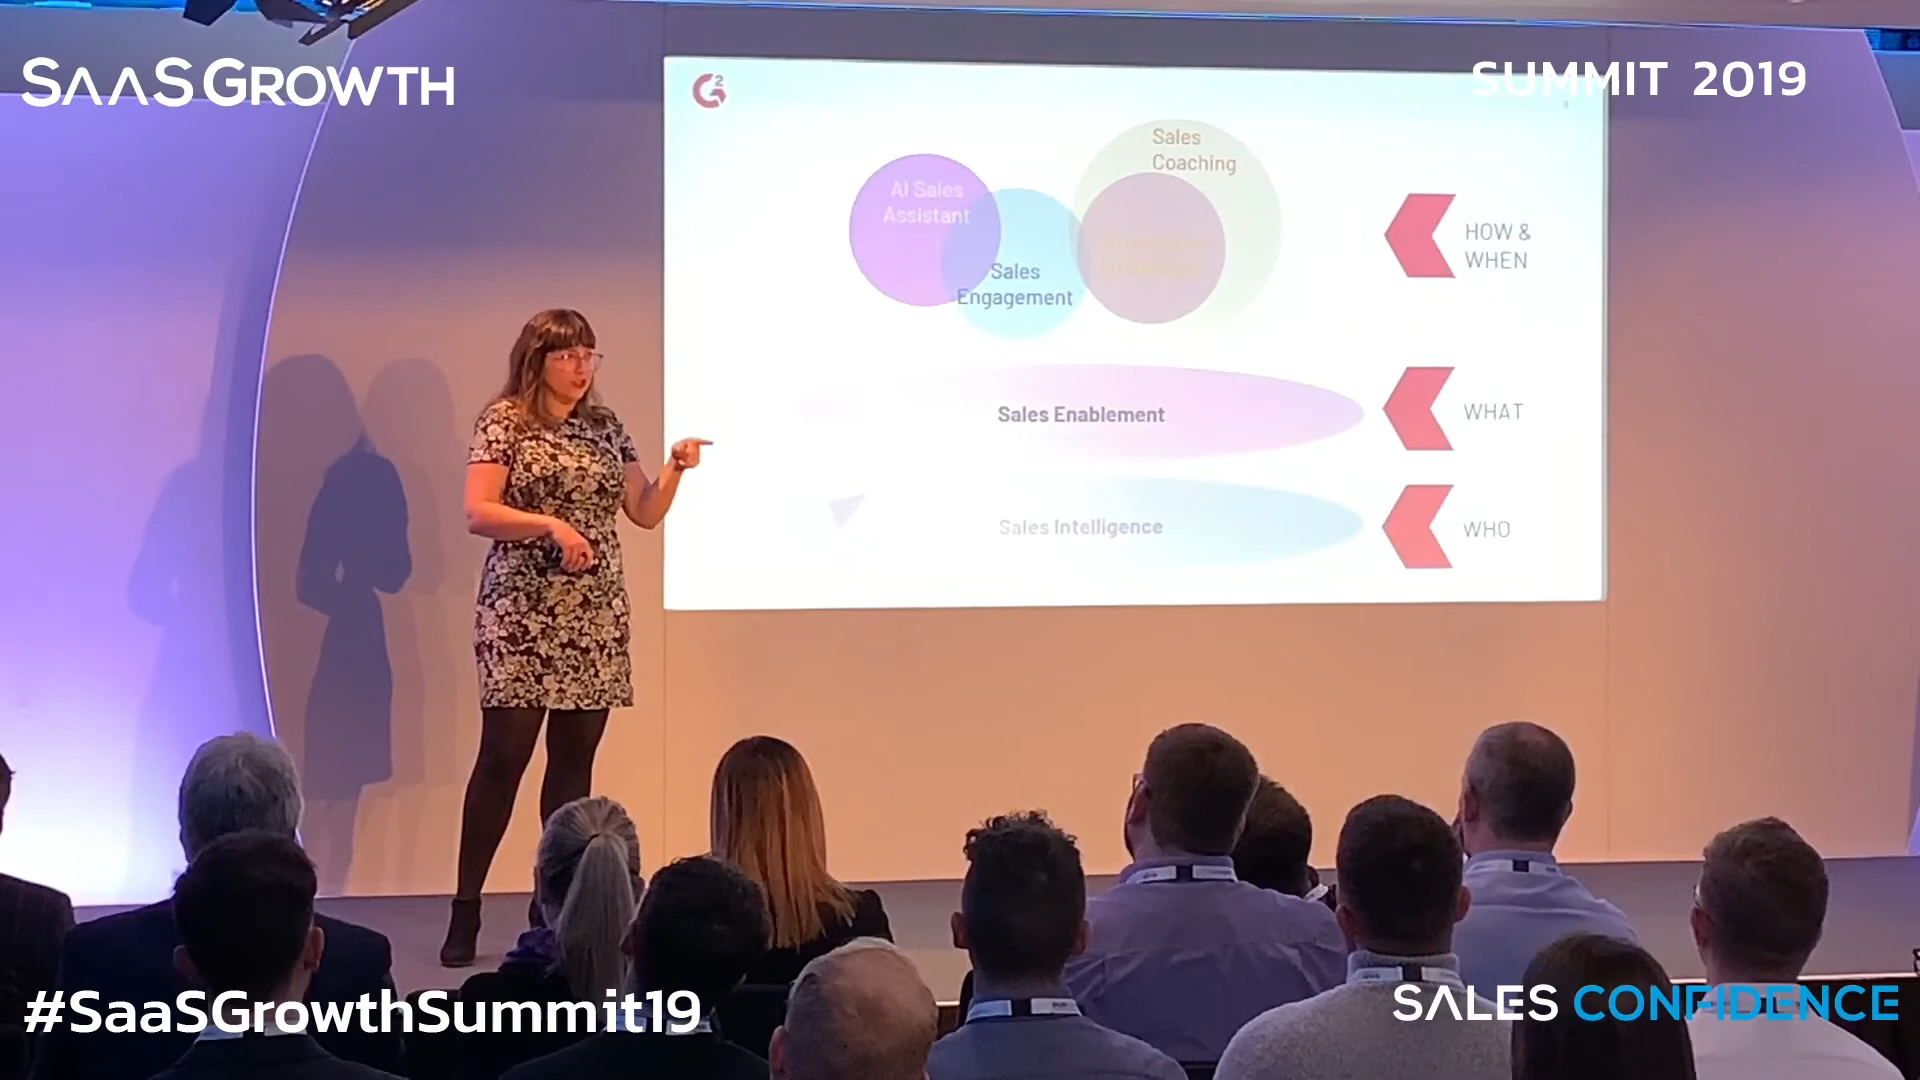 SaaSGrowth
SUMMIT 2019
G2
Sales
Coaching
AI Sales
Assistant
Sales
Engagement
HOW &
WHEN
Sales Enablement
WHAT
Sales Intelligence
WHO
#SaaSGrowthSummit19
SALES CONFIDENCE